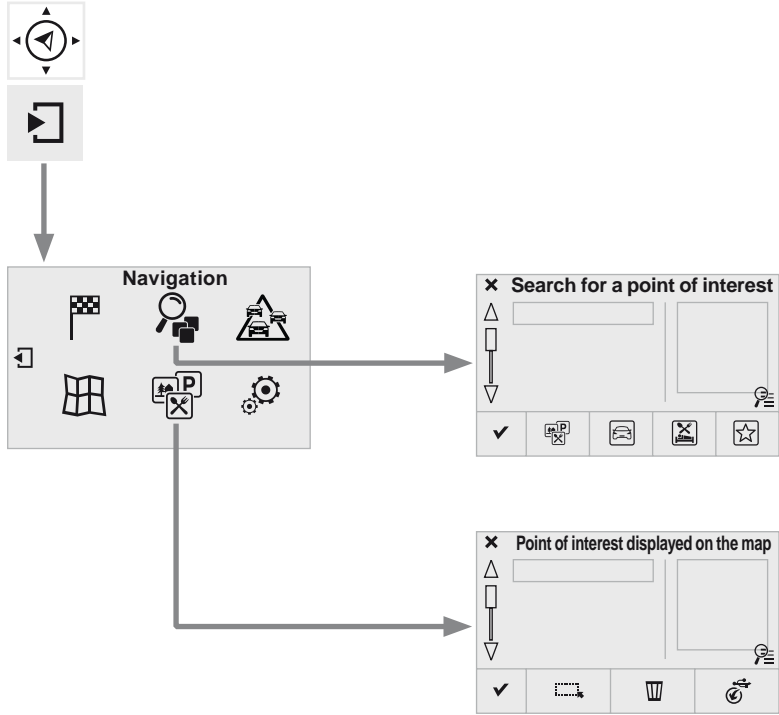 Navigation
P
Search for a point of interest
P
Point of interest displayed on the map